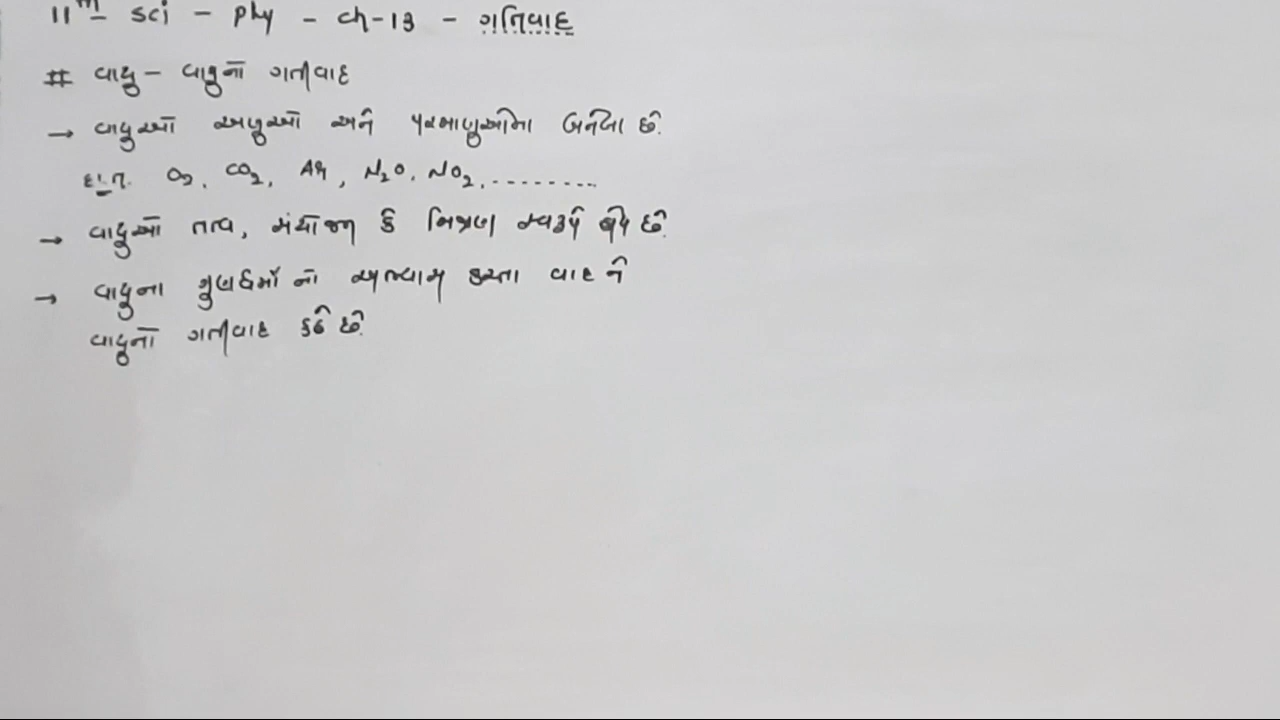 11th - sci - phy - ch-13 - ગતિવાદ
# વાયુ - વાયુનો ગતીવાદ
→ વાયુઓ અણુઓ અને પરમાણુઓના બનેલા છે.
દા.ત. O2, CO2, Ar, N2O, NO2, .........
→ વાયુઓ તત્વ, સંયોજન કે મિશ્રણ સ્વરૂપે હોય છે.
→ વાયુના ગુણધર્મો નો અભ્યાસ કરતા વાદ ને
વાયુનો ગતીવાદ કહે છે.